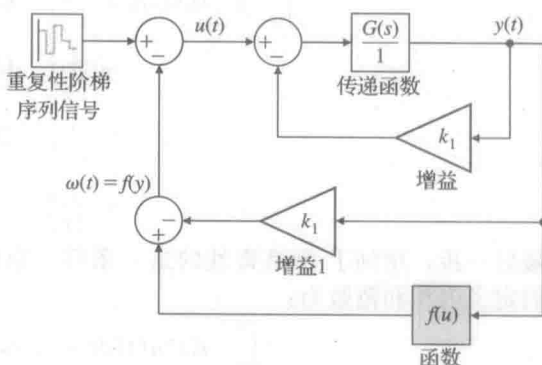 u(t)
y(t)
G(s)
1
重复性阶梯
序列信号
传递函数
k₁
增益
ω(t) = f(y)
k₁
增益1
f(u)
函数